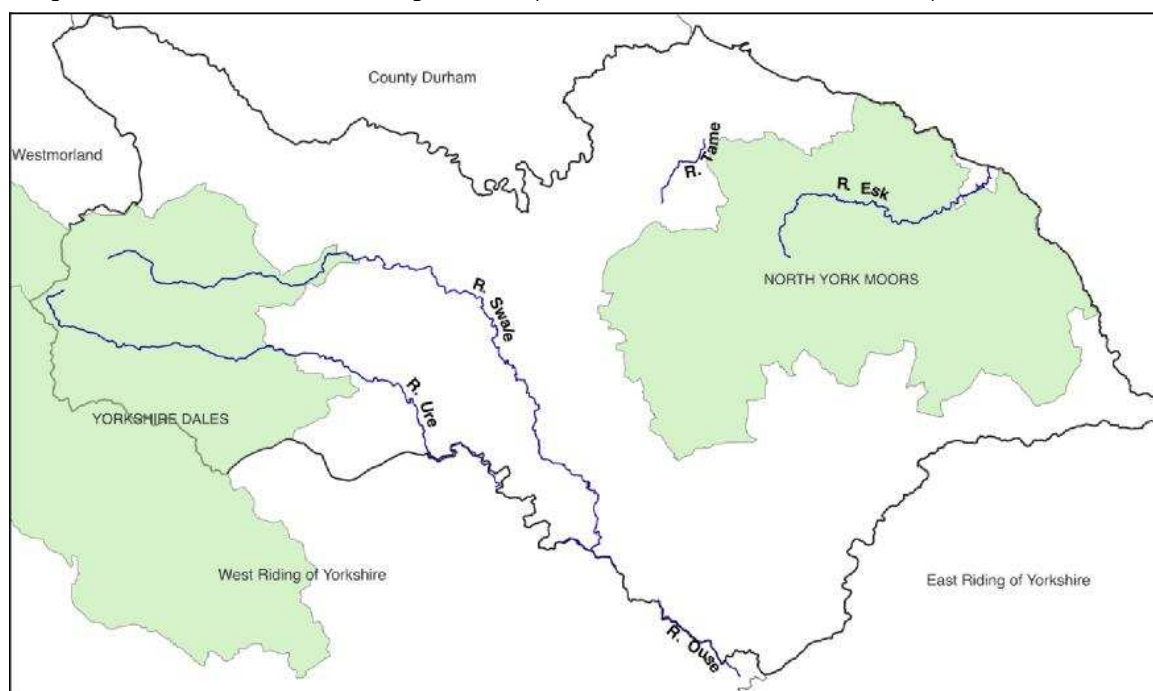 County Durham
Westmorland
R. Tame
R. Esk
NORTH YORK MOORS
R. Swale
R. Ure
YORKSHIRE DALES
West Riding of Yorkshire
East Riding of Yorkshire
R. Ouse